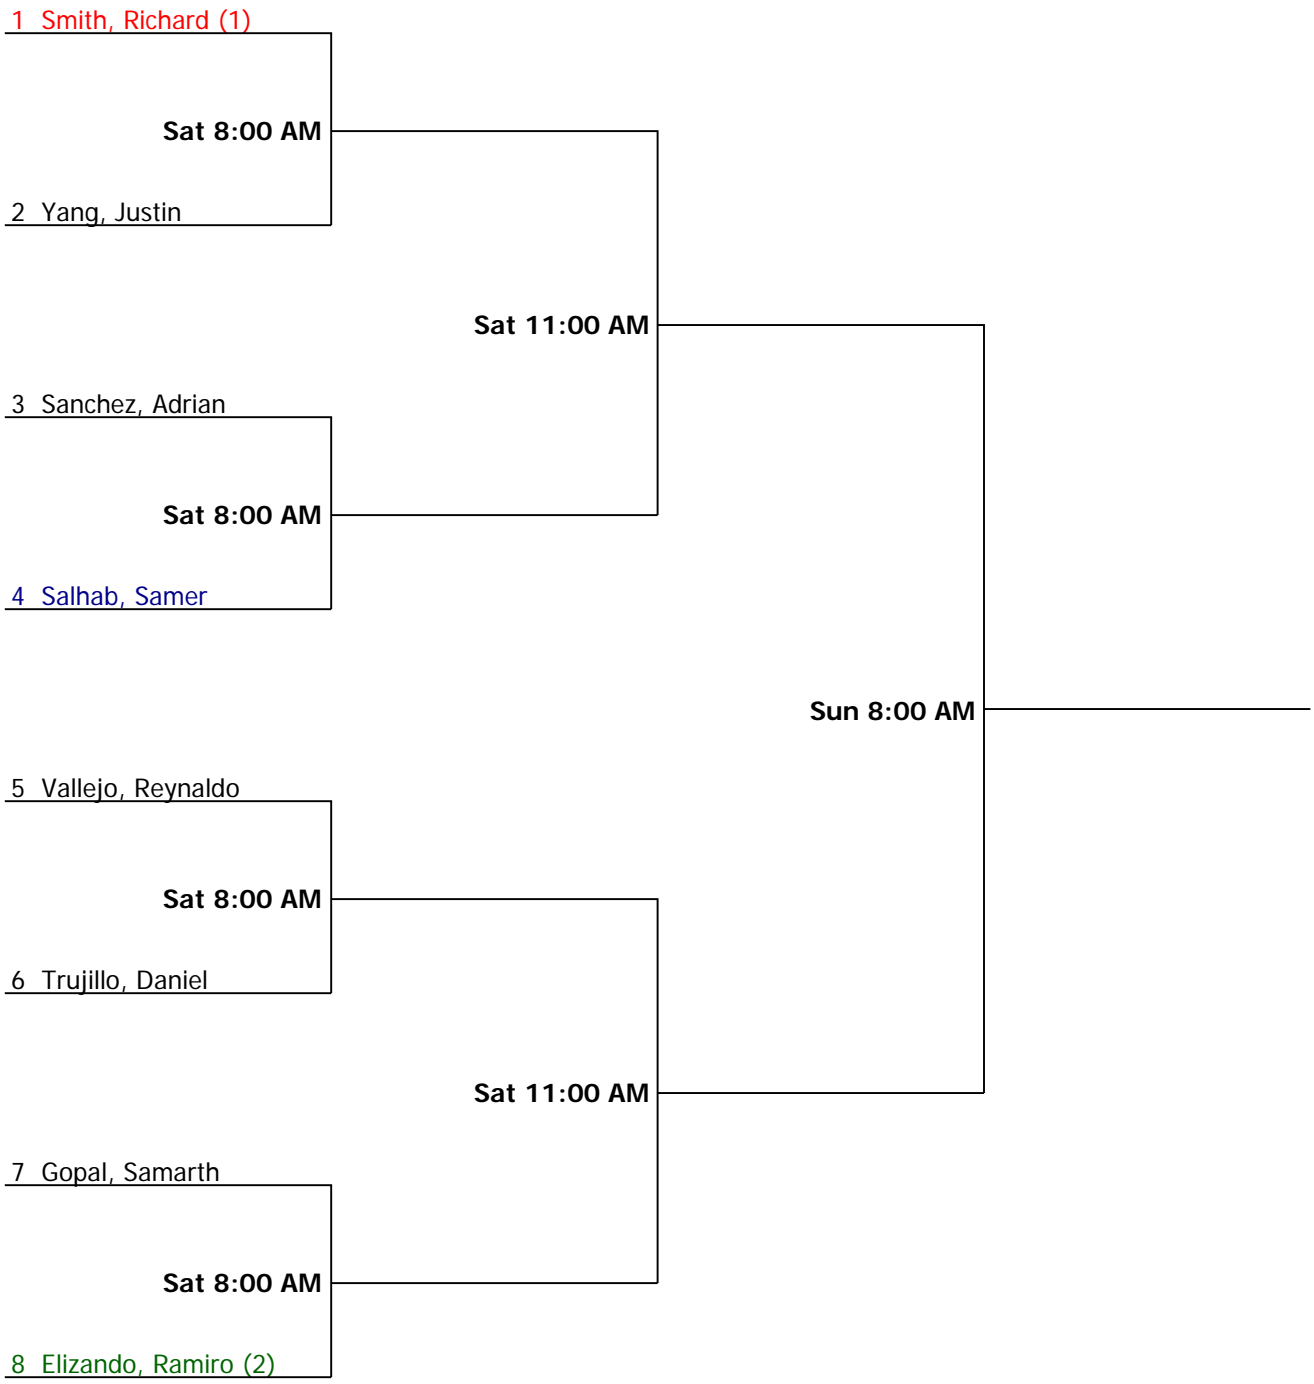 1 Smith, Richard (1)
Sat 8:00 AM
2 Yang, Justin
Sat 11:00 AM
3 Sanchez, Adrian
Sat 8:00 AM
4 Salhab, Samer
Sun 8:00 AM
5 Vallejo, Reynaldo
Sat 8:00 AM
6 Trujillo, Daniel
Sat 11:00 AM
7 Gopal, Samarth
Sat 8:00 AM
8 Elizando, Ramiro (2)